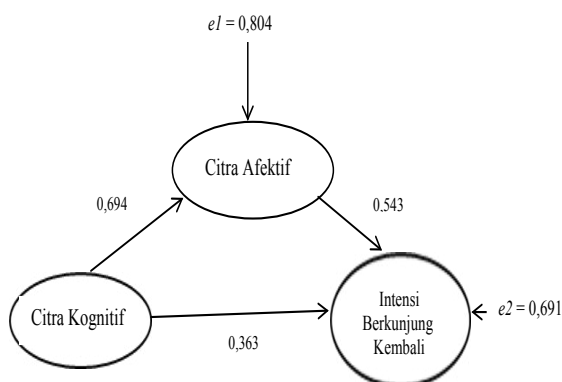 e1 = 0,804
Citra Afektif
0,694
0.543
Citra Kognitif
0,363
Intensi
Berkunjung
Kembali
e2 = 0,691